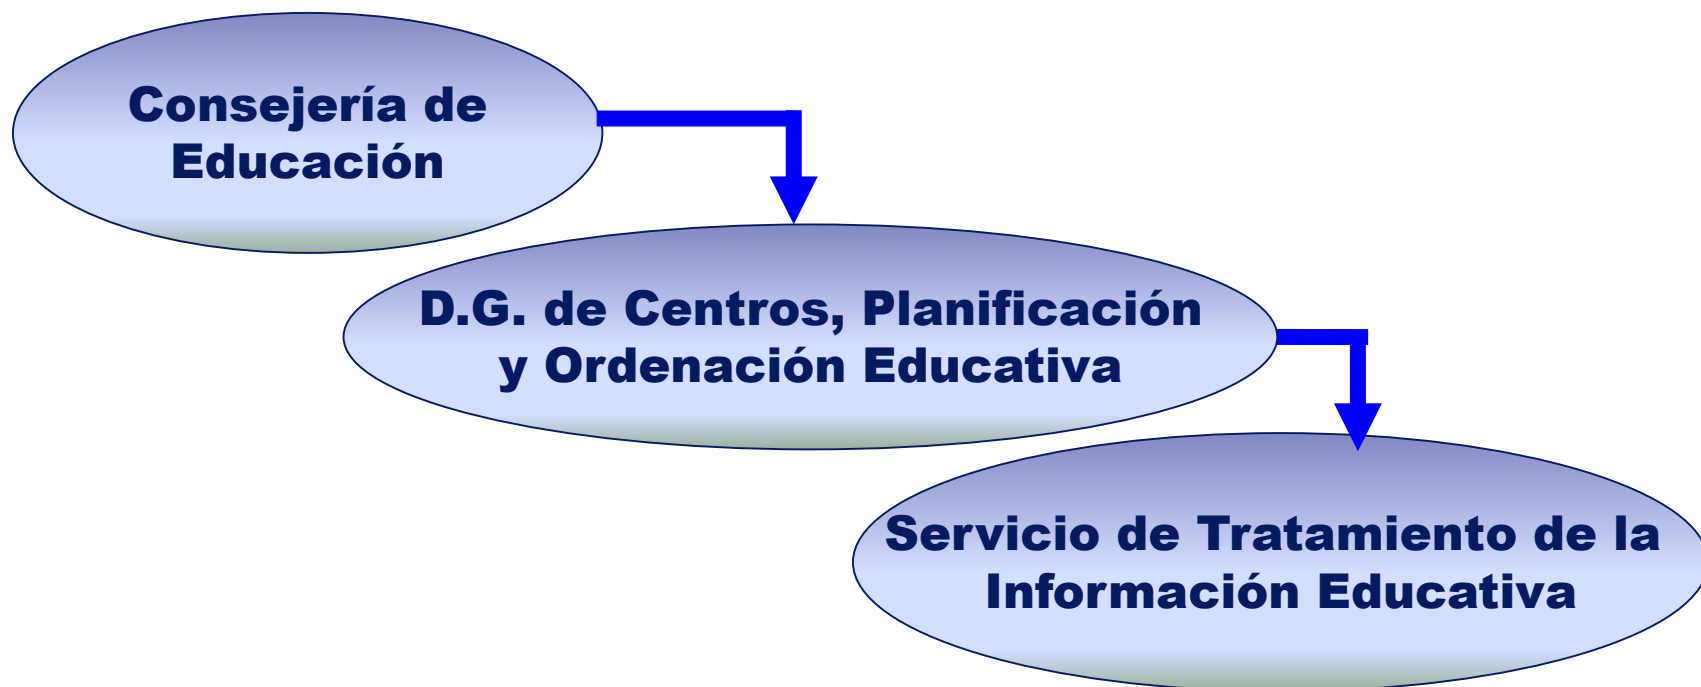 Consejería de
Educación
D.G. de Centros, Planificación
y Ordenación Educativa
Servicio de Tratamiento de la
Información Educativa